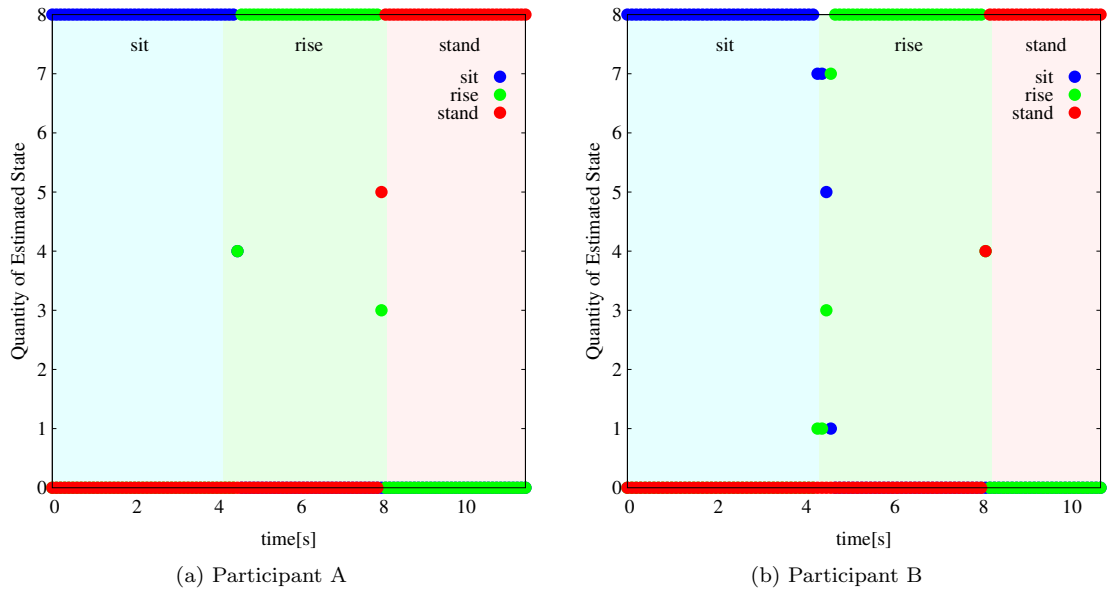 8
7
6
5
4
3
2
1
0
Quantity of Estimated State
sit rise stand
sit
rise
stand
0 2 4 6 8 10
time[s]
(a) Participant A
8
7
6
5
4
3
2
1
0
Quantity of Estimated State
sit rise stand
sit
rise
stand
0 2 4 6 8 10
time[s]
(b) Participant B